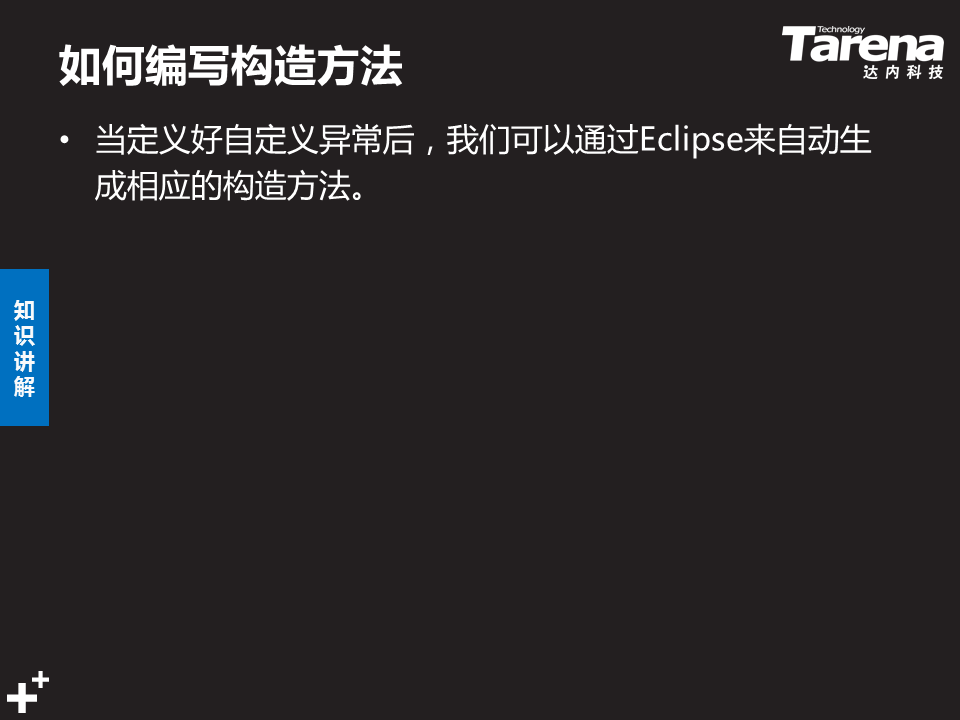 如何编写构造方法
Technology
Tarena
达内科技
• 当定义好自定义异常后，我们可以通过Eclipse来自动生
成相应的构造方法。
知
识
讲
解